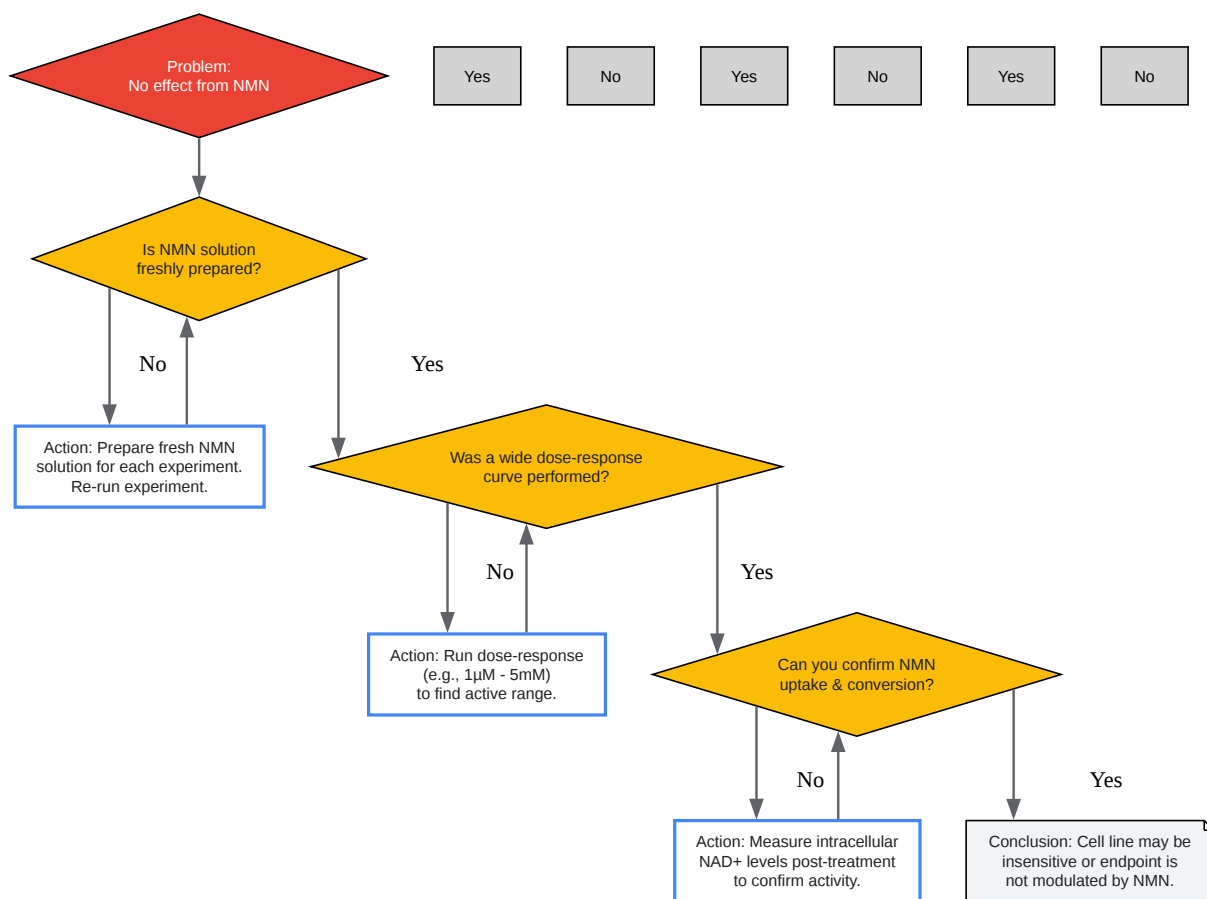 Problem:
No effect from NMN
Yes
No
Yes
No
Yes
No
Is NMN solution
freshly prepared?
No
Yes
Action: Prepare fresh NMN
solution for each experiment.
Re-run experiment.
Was a wide dose-response
curve performed?
No
Yes
Action: Run dose-response
(e.g., 1µM - 5mM)
to find active range.
Can you confirm NMN
uptake & conversion?
No
Yes
Action: Measure intracellular
NAD+ levels post-treatment
to confirm activity.
Conclusion: Cell line may be
insensitive or endpoint is
not modulated by NMN.